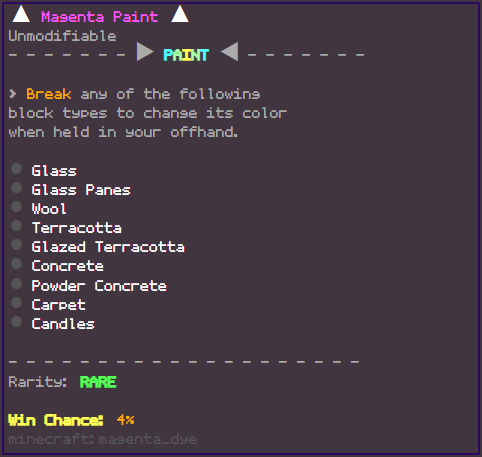 ▲ Magenta Paint ▲
Unmodifiable
- - - - - - - ▶ PAINT ◀ - - - - - - -
> Break any of the following
block types to change its color
when held in your offhand.
● Glass
● Glass Panes
● Wool
● Terracotta
● Glazed Terracotta
● Concrete
● Powder Concrete
● Carpet
● Candles
- - - - - - - - - - - - - - - - - - - - -
Rarity: RARE
Win Chance: 4%
minecraft:magenta_dye